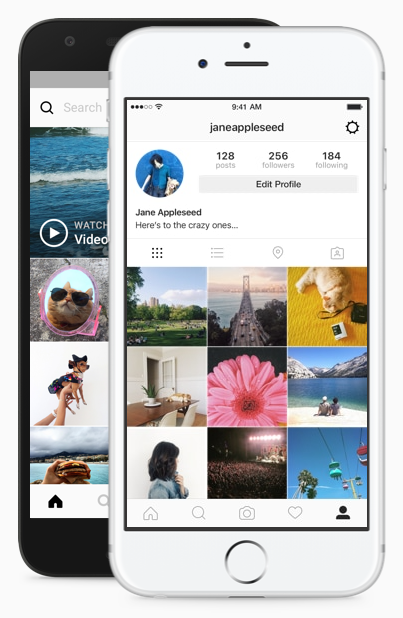 Search
WATCH
Video
9:41 AM
janeappleseed
128
256
184
posts
followers
following
Edit Profile
Jane Appleseed
Here's to the crazy ones...